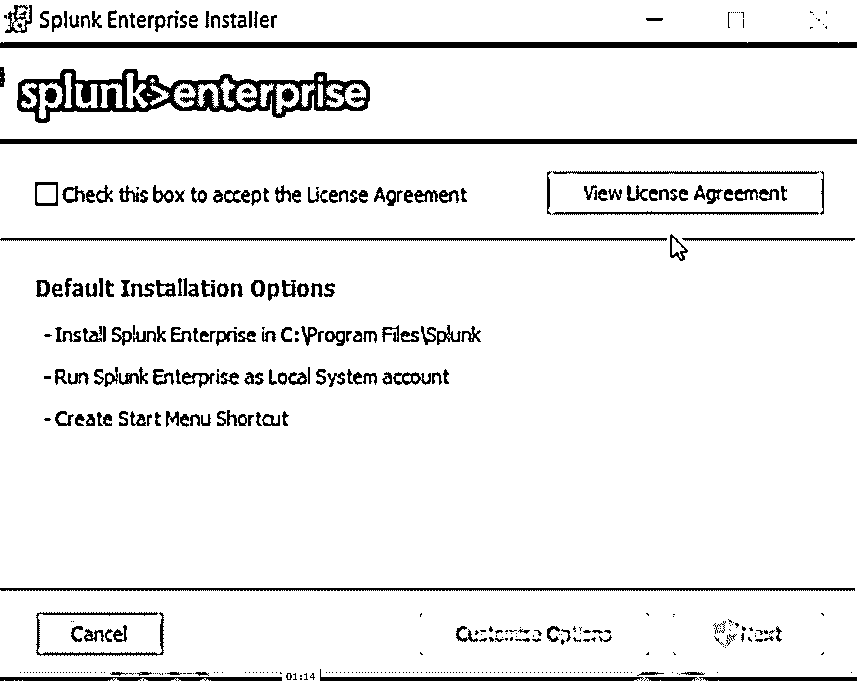 Splunk Enterprise Installer
splunk>enterprise
Check this box to accept the License Agreement
View License Agreement
Default Installation Options
- Install Splunk Enterprise in C:\Program Files\Splunk
- Run Splunk Enterprise as Local System account
- Create Start Menu Shortcut
Cancel
Customize Options
Next
01:14